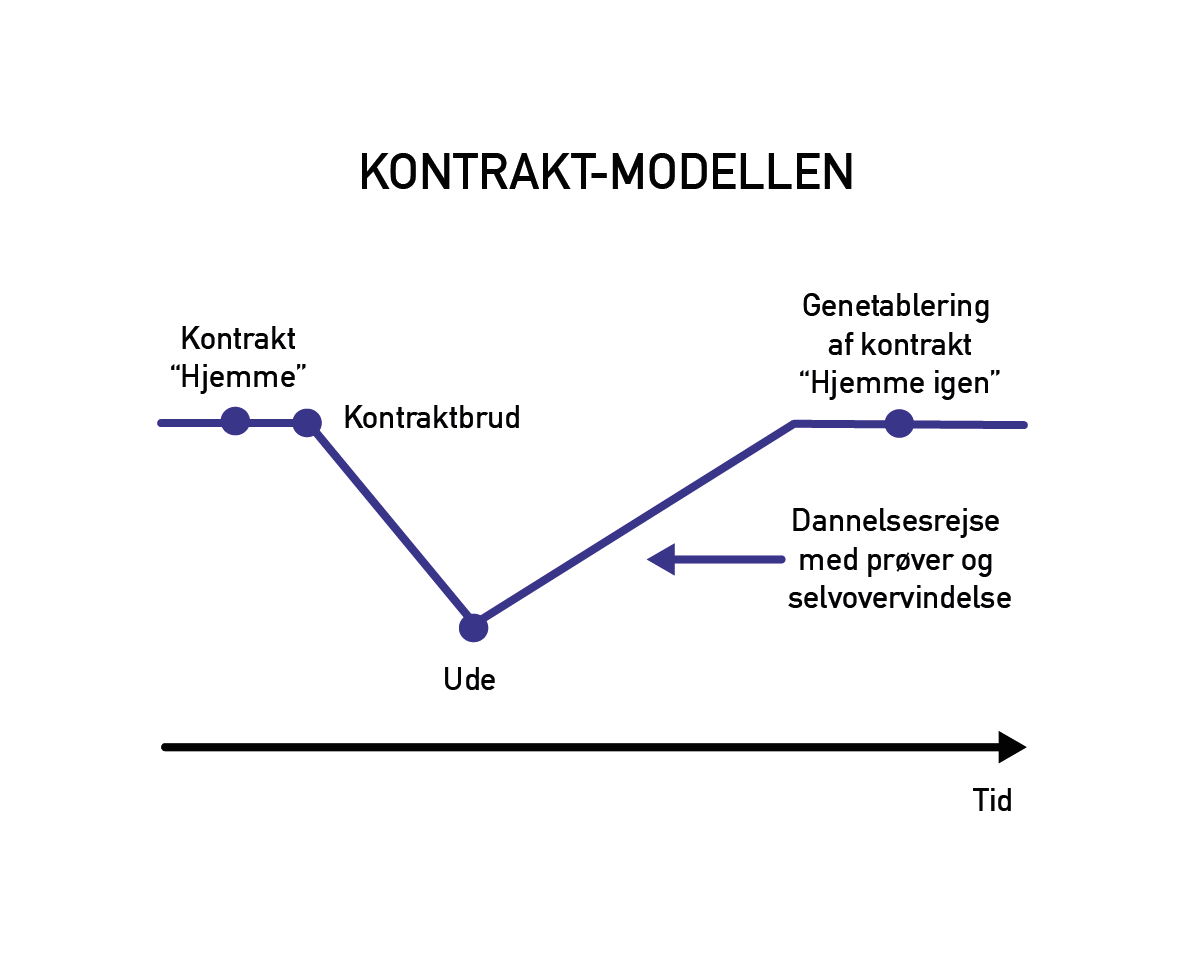 KONTRAKT-MODELLEN
Kontrakt
“Hjemme”
Kontraktbrud
Genetablering
af kontrakt
“Hjemme igen”
Dannelsesrejse
med prøver og
selvovervindelse
Ude
Tid